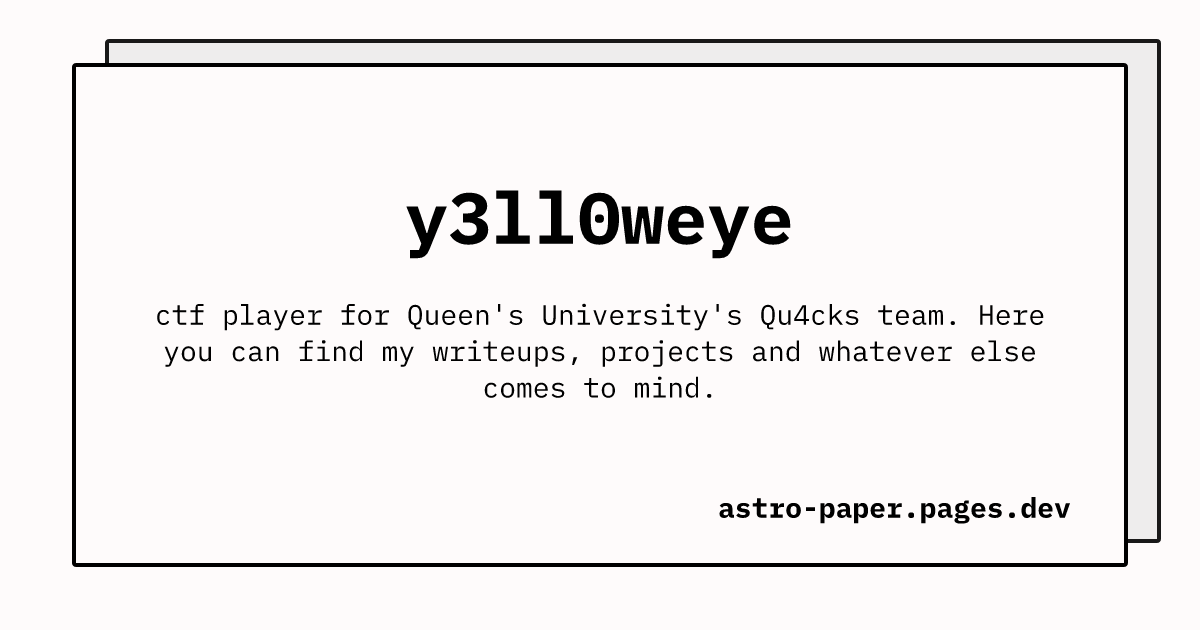 y3ll0weye
ctf player for Queen's University's Qu4cks team. Here
you can find my writeups, projects and whatever else
comes to mind.
astro-paper.pages.dev